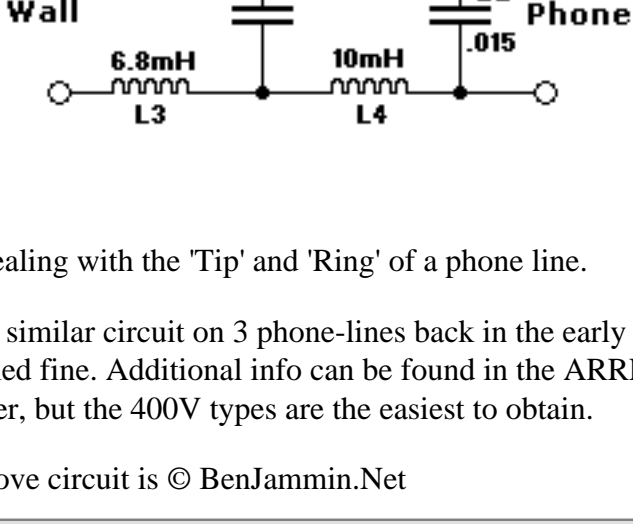 Wall
Phone
.015
6.8mH
10mH
L3
L4
ealing with the 'Tip' and 'Ring' of a phone line.
similar circuit on 3 phone-lines back in the early
ed fine. Additional info can be found in the ARRL
er, but the 400V types are the easiest to obtain.
ove circuit is © BenJammin.Net